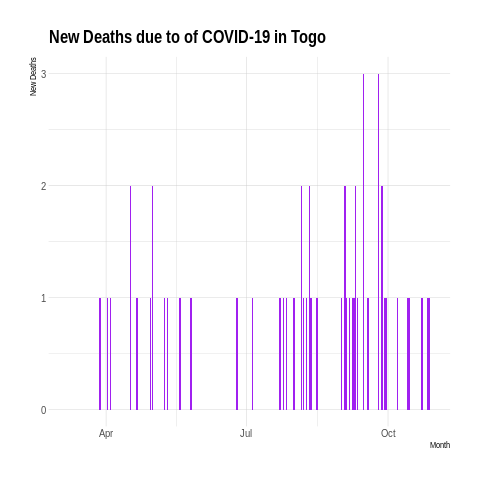 New Deaths due to of COVID-19 in Togo
New Deaths
3
2
1
0
Apr Jul Oct
Month